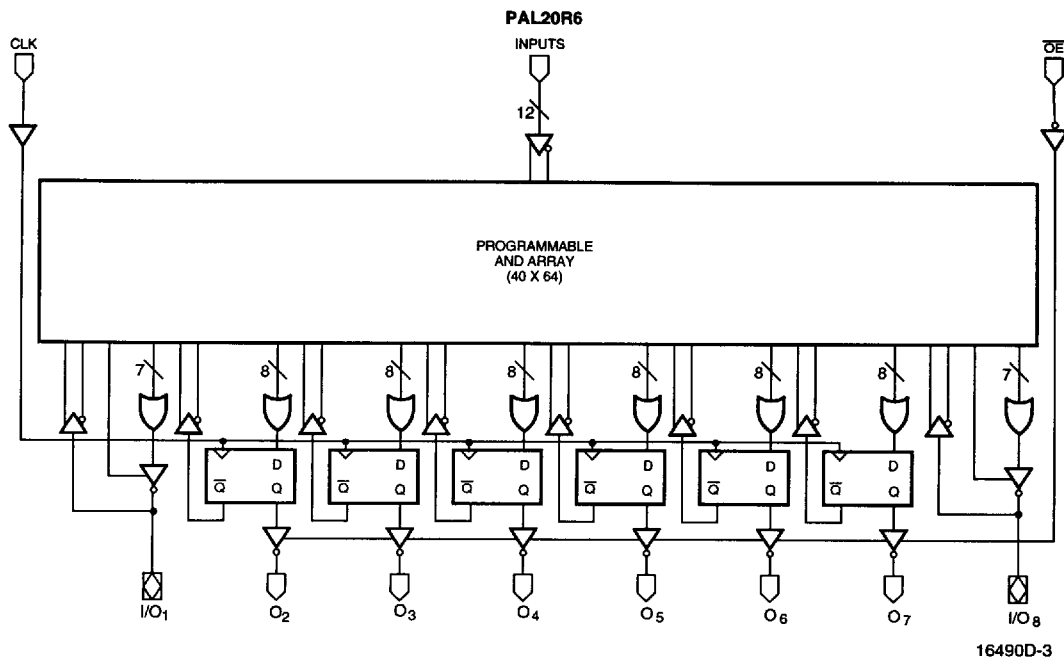 PAL20R6
CLK
INPUTS
OE
12
PROGRAMMABLE
AND ARRAY
(40 X 64)
7 8 8 8 8 8 8 7
D D D D D D
Q̅ Q Q̅ Q Q̅ Q Q̅ Q Q̅ Q Q̅ Q
I/O1 O2 O3 O4 O5 O6 O7 I/O8
16490D-3